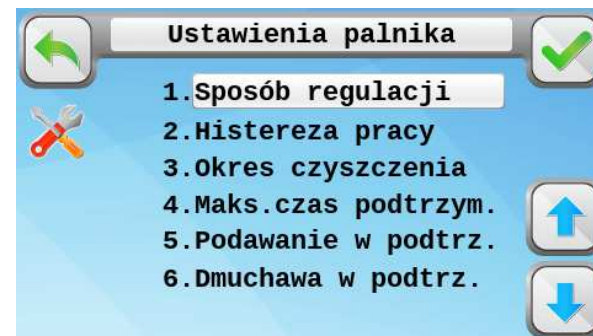 Ustawienia palnika
1.Sposób regulacji
2.Histereza pracy
3.Okres czyszczenia
4.Maks.czas podtrzym.
5.Podawanie w podtrz.
6.Dmuchawa w podtrz.